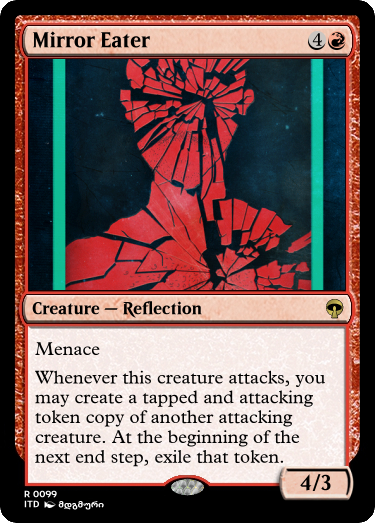 Mirror Eater 4
Creature — Reflection
Menace
Whenever this creature attacks, you
may create a tapped and attacking
token copy of another attacking
creature. At the beginning of the
next end step, exile that token.
4/3
R 0099
ITD მდგმური